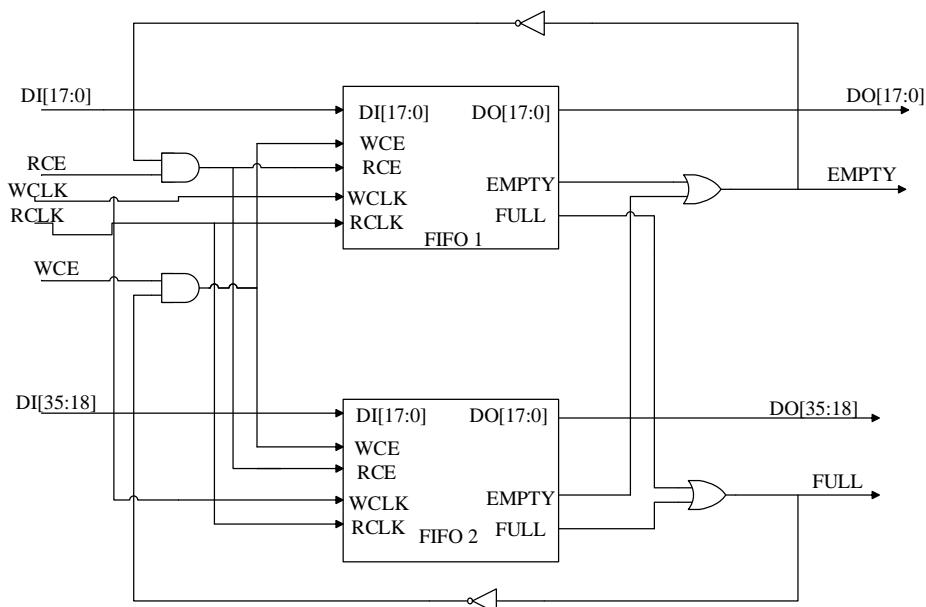 DI[17:0]
RCE
WCLK
RCLK
WCE
DI[17:0]
DO[17:0]
WCE
RCE
WCLK
RCLK
EMPTY
FULL
FIFO 1
DO[17:0]
EMPTY
DI[35:18]
DI[17:0]
DO[17:0]
WCE
RCE
WCLK
RCLK
EMPTY
FULL
FIFO 2
DO[35:18]
FULL